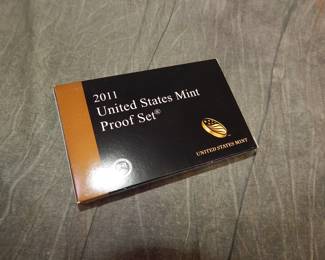 2011
United States Mint
Proof Set®
UNITED STATES MINT